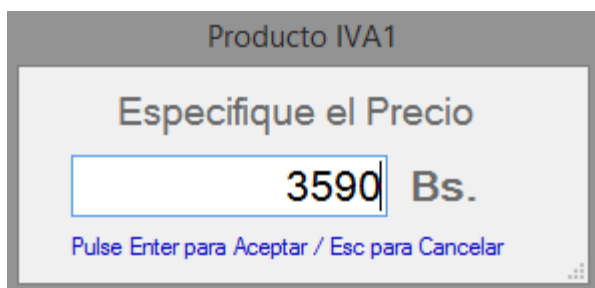 Producto IVA1
Especifique el Precio
3590 Bs.
Pulse Enter para Aceptar / Esc para Cancelar